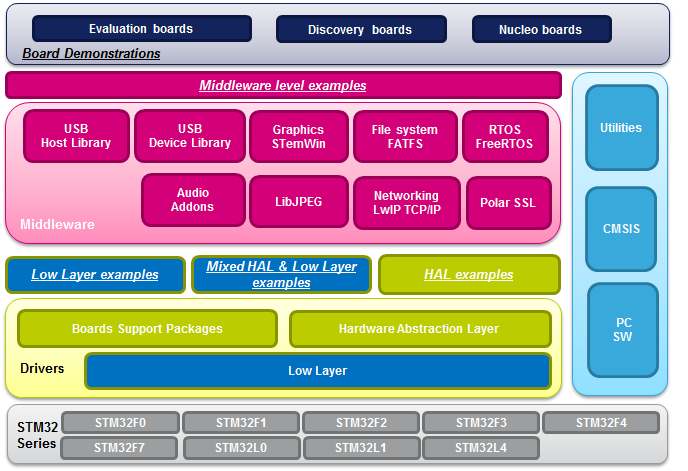 Evaluation boards
Discovery boards
Nucleo boards
Board Demonstrations
Middleware level examples
USB
Host Library
USB
Device Library
Graphics
STemWin
File system
FATFS
RTOS
FreeRTOS
Audio
Addons
LibJPEG
Networking
LwIP TCP/IP
Polar SSL
Middleware
Utilities
CMSIS
PC
SW
Low Layer examples
Mixed HAL & Low Layer
examples
HAL examples
Boards Support Packages
Hardware Abstraction Layer
Drivers
Low Layer
STM32
Series
STM32F0
STM32F1
STM32F2
STM32F3
STM32F4
STM32F7
STM32L0
STM32L1
STM32L4